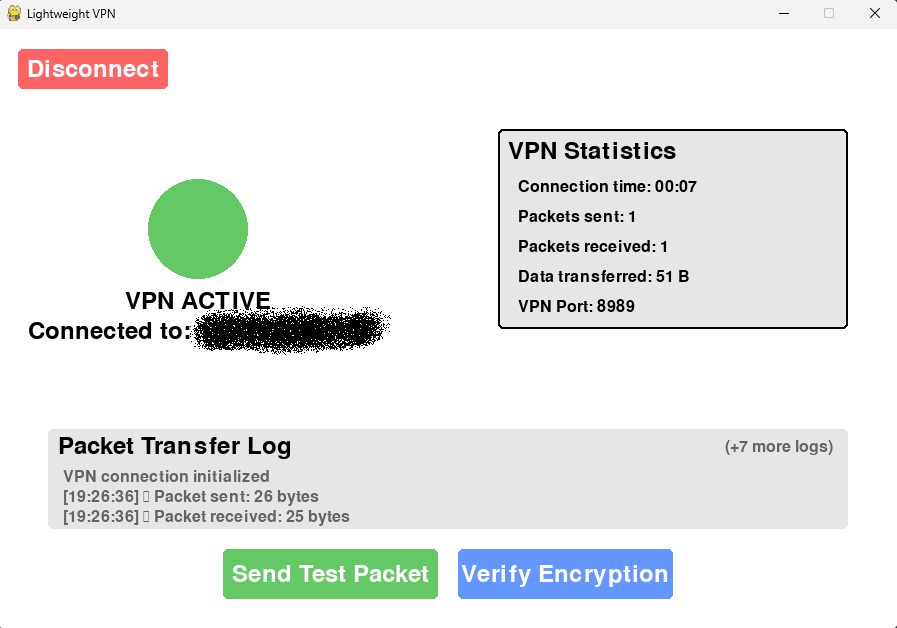 Lightweight VPN
Disconnect
VPN ACTIVE
Connected to:
VPN Statistics
Connection time: 00:07
Packets sent: 1
Packets received: 1
Data transferred: 51 B
VPN Port: 8989
Packet Transfer Log
(+7 more logs)
VPN connection initialized
[19:26:36] ▯ Packet sent: 26 bytes
[19:26:36] ▯ Packet received: 25 bytes
Send Test Packet
Verify Encryption